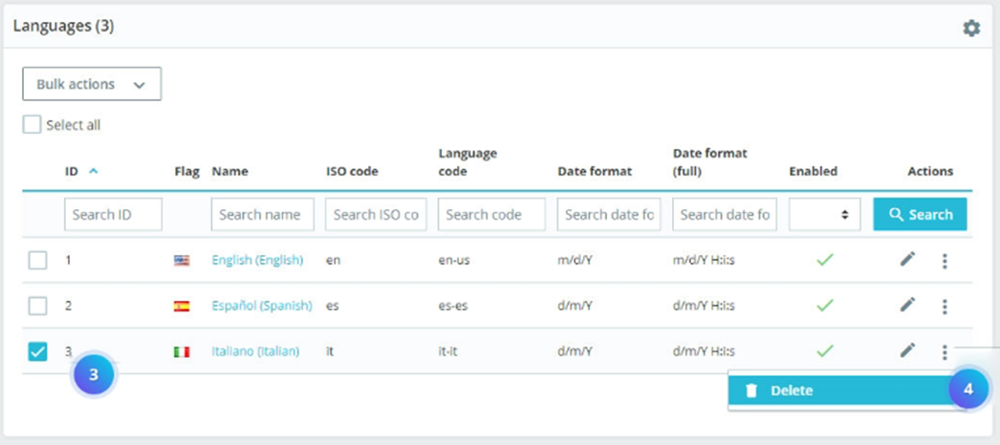 Languages (3)
Bulk actions
Select all
ID Flag Name ISO code Language code Date format Date format (full) Enabled Actions
Search ID Search name Search ISO co Search code Search date fo Search date fo Search
1 English (English) en en-us m/d/Y m/d/Y H:i:s
2 Español (Spanish) es es-es d/m/Y d/m/Y H:i:s
3 Italiano (Italian) it it-it d/m/Y d/m/Y H:i:s
3
Delete 4